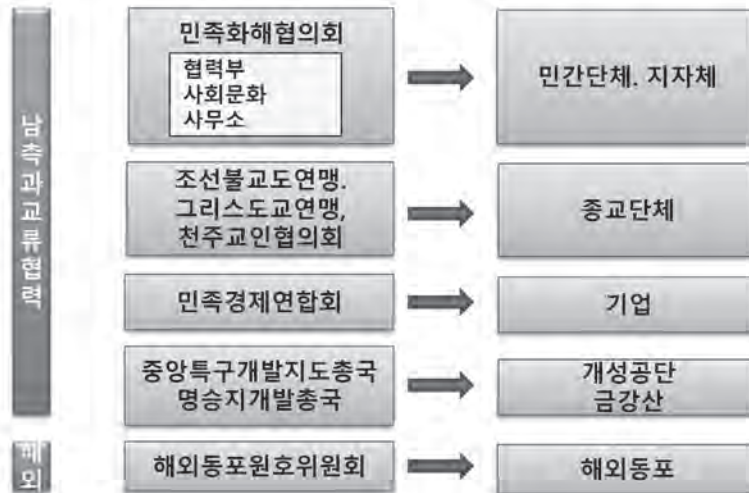 남측과교류협력
민족화해협의회
협력부
사회문화
사무소
민간단체. 지자체
조선불교도연맹.
그리스도교연맹,
천주교인협의회
종교단체
민족경제연합회
기업
중앙특구개발지도총국
명승지개발총국
개성공단
금강산
해외
해외동포원호위원회
해외동포